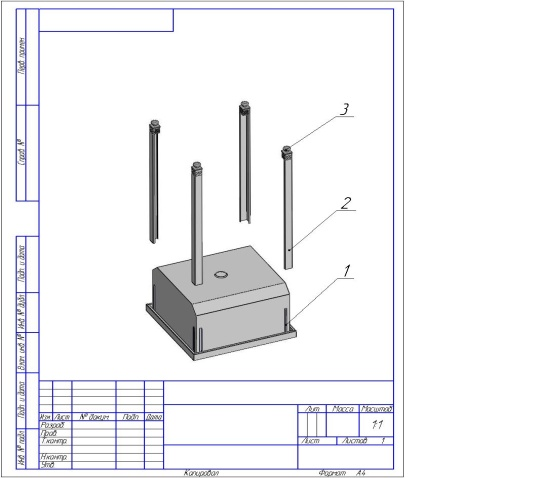 Перв. примен.
Справ. №
Подп. и дата
Инв. № дубл.
Взам. инв. №
Подп. и дата
Инв. № подл.
3
2
1
Изм. Лист № докум. Подп. Дата
Разраб.
Пров.
Т.контр.
Н.контр.
Утв.
Лит. Масса Масштаб
1:1
Лист Листов 1
Копировал Формат А4